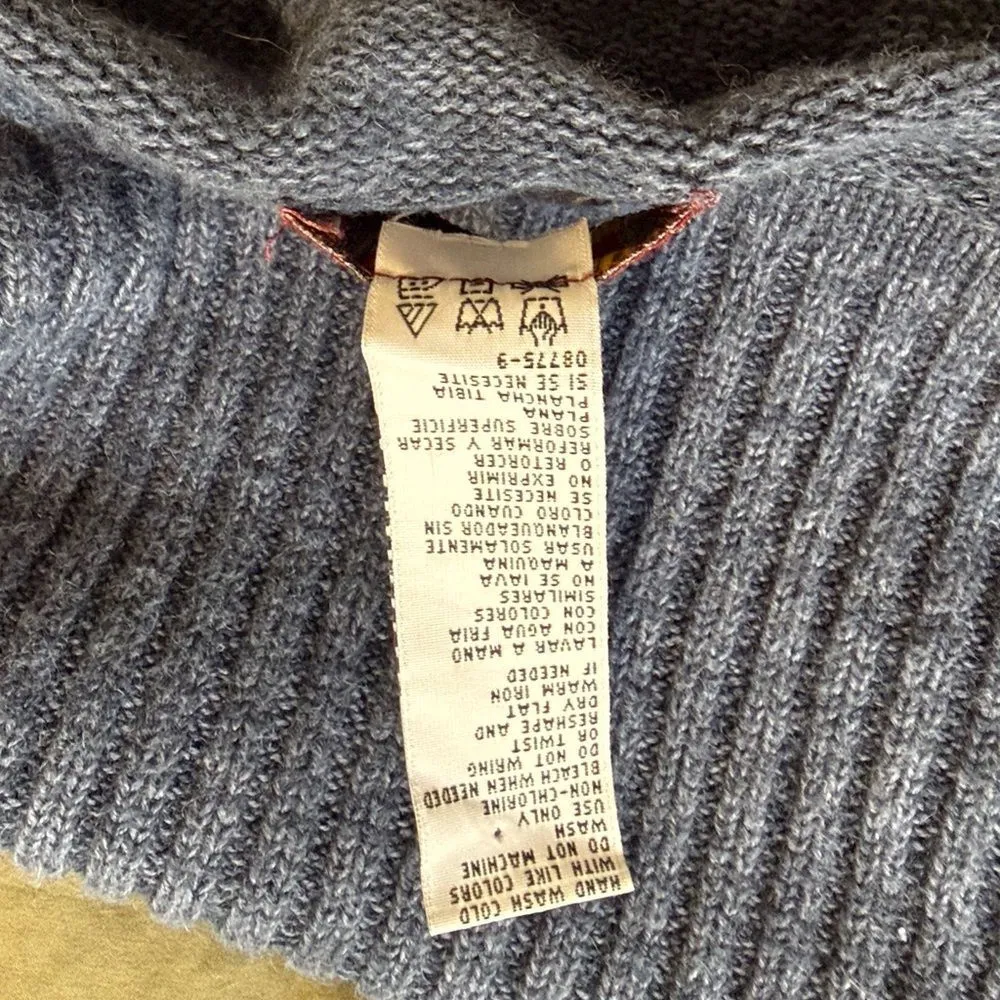 HAND WASH COLD
WITH LIKE COLORS
DO NOT MACHINE
WASH
USE ONLY
NON-CHLORINE
BLEACH WHEN NEEDED
DO NOT WRING
OR TWIST
RESHAPE AND
DRY FLAT
WARM IRON
IF NEEDED
LAVAR A MANO
CON AGUA FRIA
CON COLORES
SIMILARES
NO SE IAVA
A MAQUINA
USAR SOLAMENTE
BLANQUEADOR SIN
CLORO CUANDO
SE NECESITE
NO EXPRIMIR
O RETORCER
REFORMAR Y SECAR
SOBRE SUPERFICIE
PLANA
PLANCHA TIBIA
SI SE NECESITE
08775-9